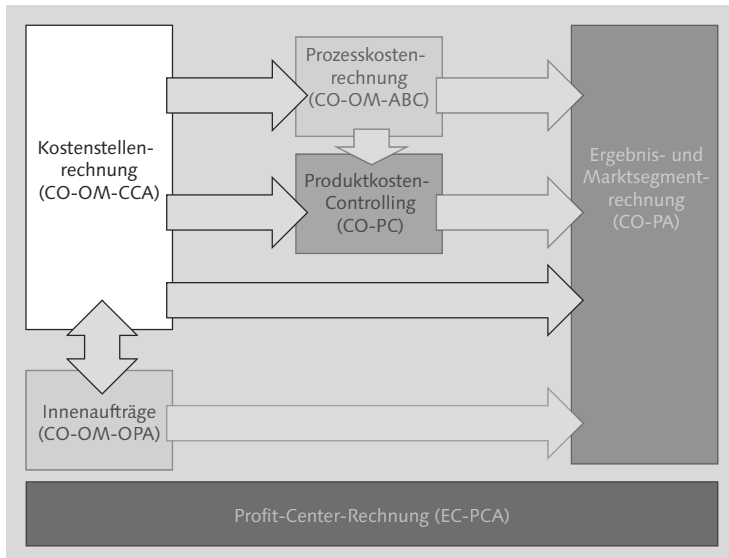 Kostenstellen-
rechnung
(CO-OM-CCA)
Prozesskosten-
rechnung
(CO-OM-ABC)
Produktkosten-
Controlling
(CO-PC)
Ergebnis- und
Marktsegment-
rechnung
(CO-PA)
Innenaufträge
(CO-OM-OPA)
Profit-Center-Rechnung (EC-PCA)